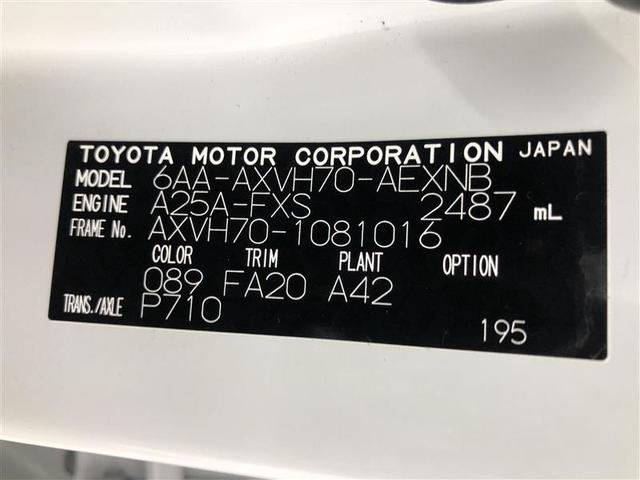 TOYOTA MOTOR CORPORATION JAPAN
MODEL 6AA-AXVH70-AEXNB
ENGINE A25A-FXS 2487 mL
FRAME No. AXVH70-1081016
COLOR TRIM PLANT OPTION
089 FA20 A42
TRANS./AXLE P710
195